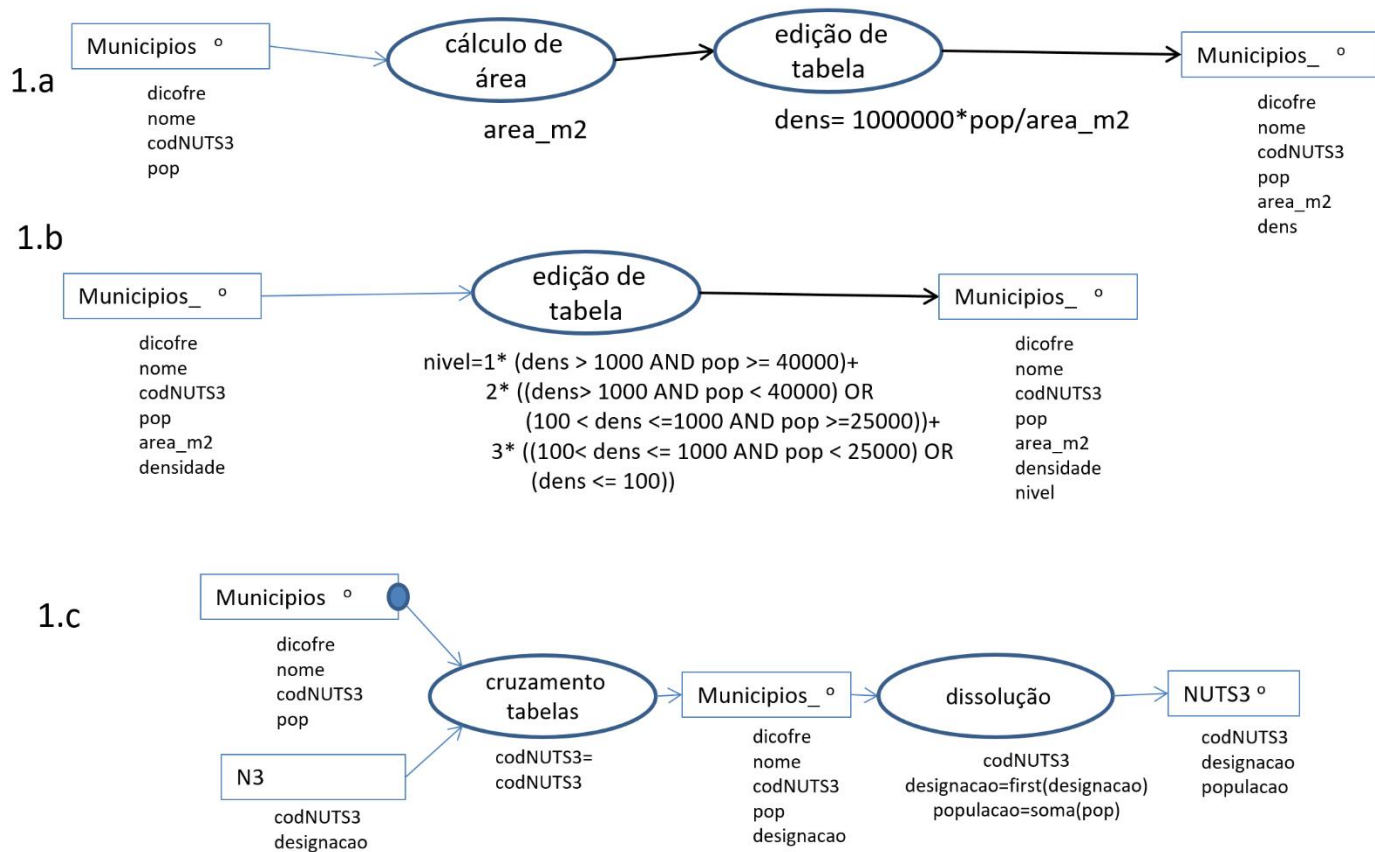 1.a
Municipios º
dicofre
nome
codNUTS3
pop
cálculo de
área
area_m2
edição de
tabela
dens= 1000000*pop/area_m2
Municipios_ º
dicofre
nome
codNUTS3
pop
area_m2
dens
1.b
Municipios_ º
dicofre
nome
codNUTS3
pop
area_m2
densidade
edição de
tabela
nivel=1* (dens > 1000 AND pop >= 40000)+
2* ((dens> 1000 AND pop < 40000) OR
(100 < dens <=1000 AND pop >=25000))+
3* ((100< dens <= 1000 AND pop < 25000) OR
(dens <= 100))
Municipios_ º
dicofre
nome
codNUTS3
pop
area_m2
densidade
nivel
1.c
Municipios º
dicofre
nome
codNUTS3
pop
N3
codNUTS3
designacao
cruzamento
tabelas
codNUTS3=
codNUTS3
Municipios_ º
dicofre
nome
codNUTS3
pop
designacao
dissolução
codNUTS3
designacao=first(designacao)
populacao=soma(pop)
NUTS3 º
codNUTS3
designacao
populacao